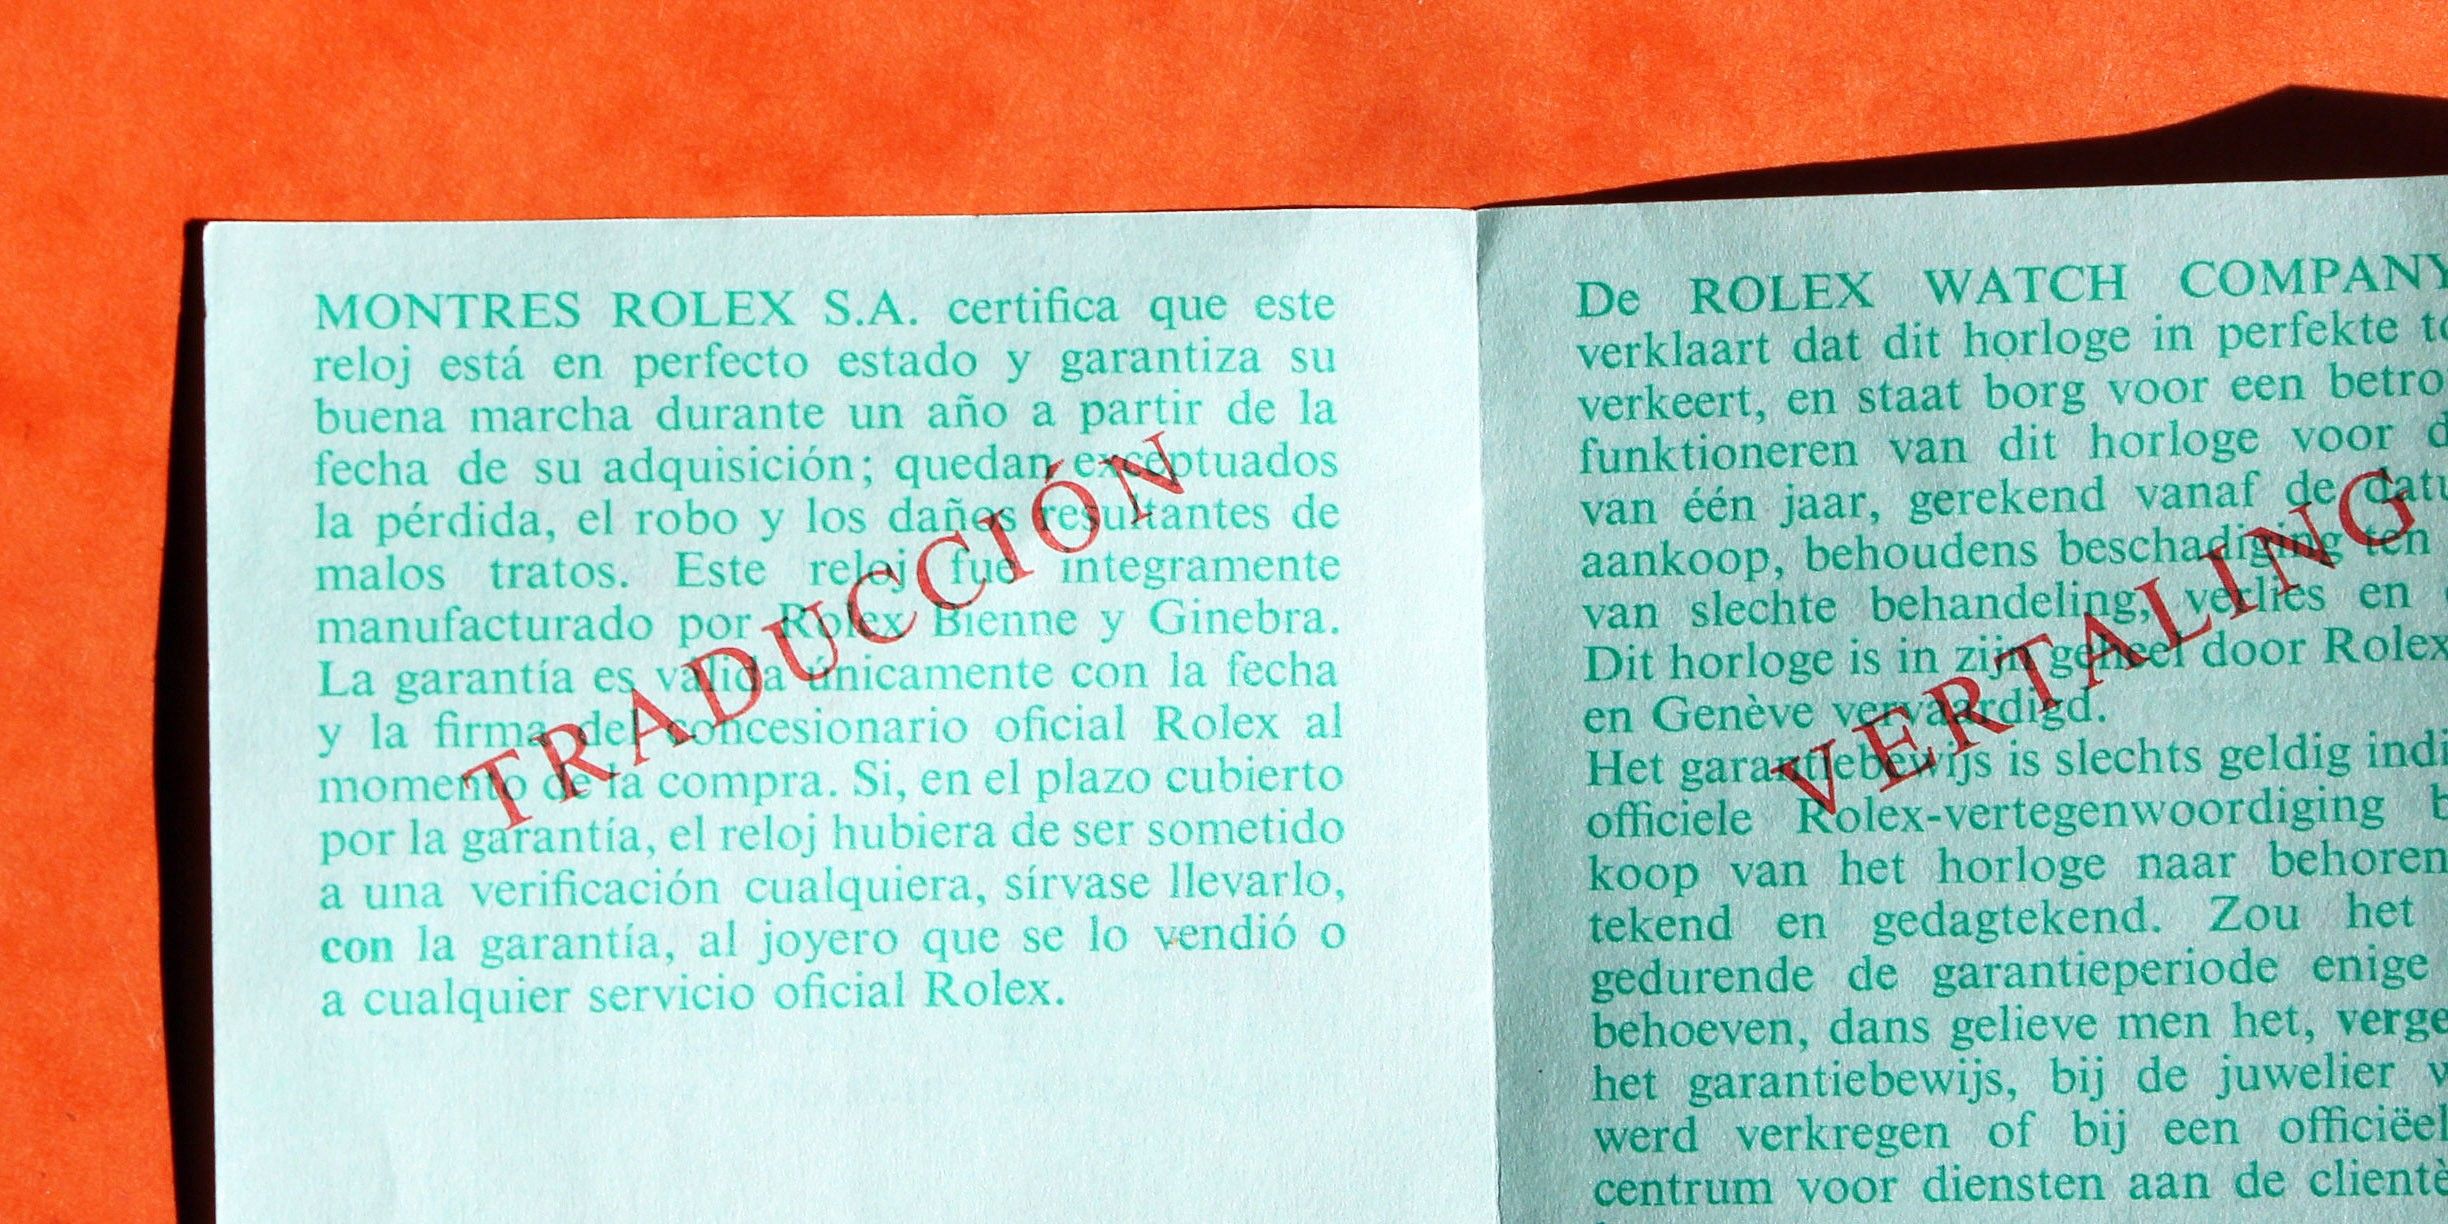 MONTRES ROLEX S.A. certifica que este
reloj está en perfecto estado y garantiza su
buena marcha durante un año a partir de la
fecha de su adquisición; quedan exceptuados
la pérdida, el robo y los daños resultantes de
malos tratos. Este reloj fue integramente
manufacturado por Rolex Bienne y Ginebra.
La garantía es valida únicamente con la fecha
y la firma del concesionario oficial Rolex al
momento de la compra. Si, en el plazo cubierto
por la garantía, el reloj hubiera de ser sometido
a una verificación cualquiera, sírvase llevarlo,
con la garantía, al joyero que se lo vendió o
a cualquier servicio oficial Rolex.
TRADUCCIÓN
De ROLEX WATCH COMPANY
verklaart dat dit horloge in perfekte
verkeert, en staat borg voor een
funktioneren van dit horloge voor
van één jaar, gerekend vanaf de
aankoop, behoudens beschadiging ten
van slechte behandeling, verlies en
Dit horloge is in zijn geheel door Rolex
en Genève vervaardigd.
Het garantiebewijs is slechts geldig
officiele Rolex-vertegenwoordiging
koop van het horloge naar
tekend en gedagtekend. Zou het
gedurende de garantieperiode enige
behoeven, dans gelieve men het,
het garantiebewijs, bij de juwelier
werd verkregen of bij een
centrum voor diensten aan de
VERTALING